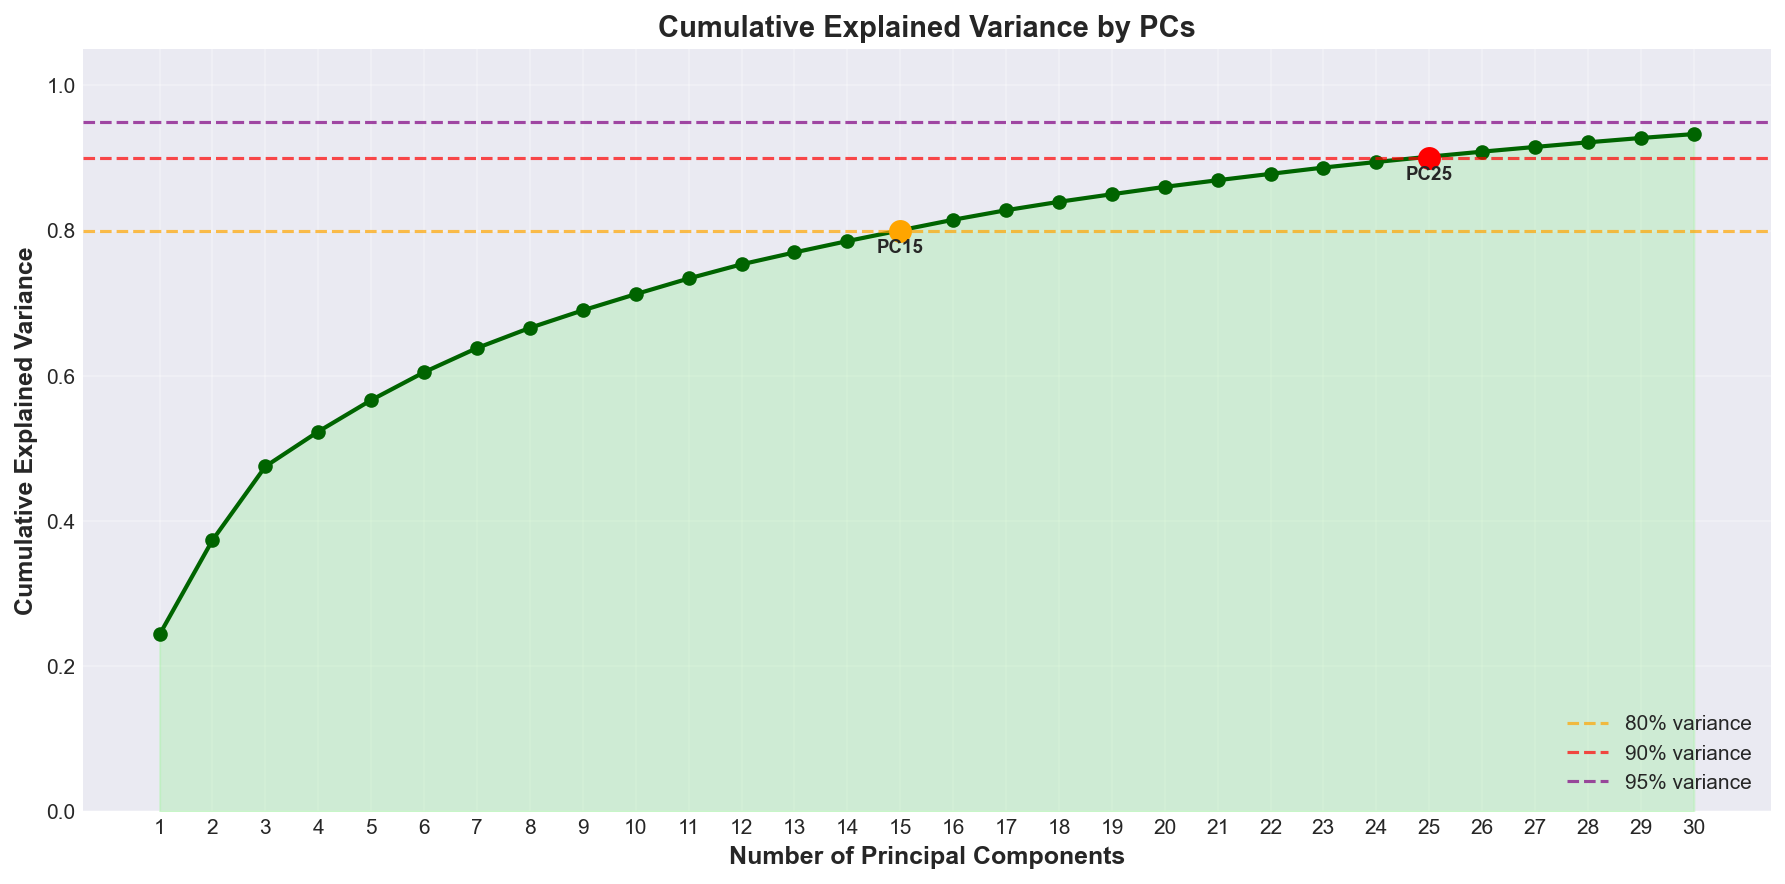 Cumulative Explained Variance by PCs
Cumulative Explained Variance
1.0
0.8
0.6
0.4
0.2
0.0
PC25
PC15
80% variance
90% variance
95% variance
1 2 3 4 5 6 7 8 9 10 11 12 13 14 15 16 17 18 19 20 21 22 23 24 25 26 27 28 29 30
Number of Principal Components